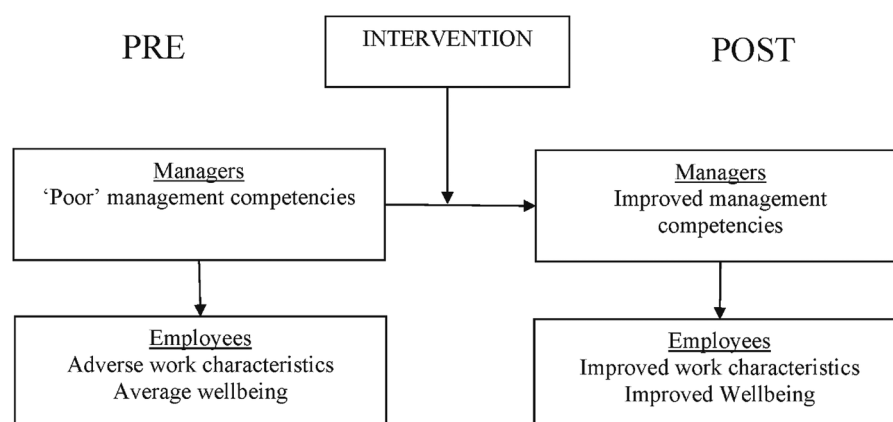 PRE
INTERVENTION
POST
Managers
‘Poor’ management competencies
Managers
Improved management
competencies
Employees
Adverse work characteristics
Average wellbeing
Employees
Improved work characteristics
Improved Wellbeing